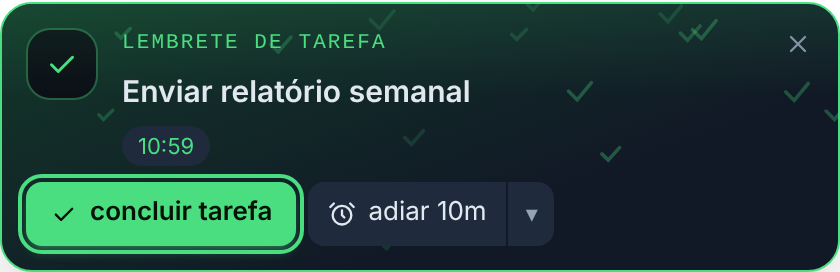 LEMBRETE DE TAREFA
Enviar relatório semanal
10:59
concluir tarefa
adiar 10m